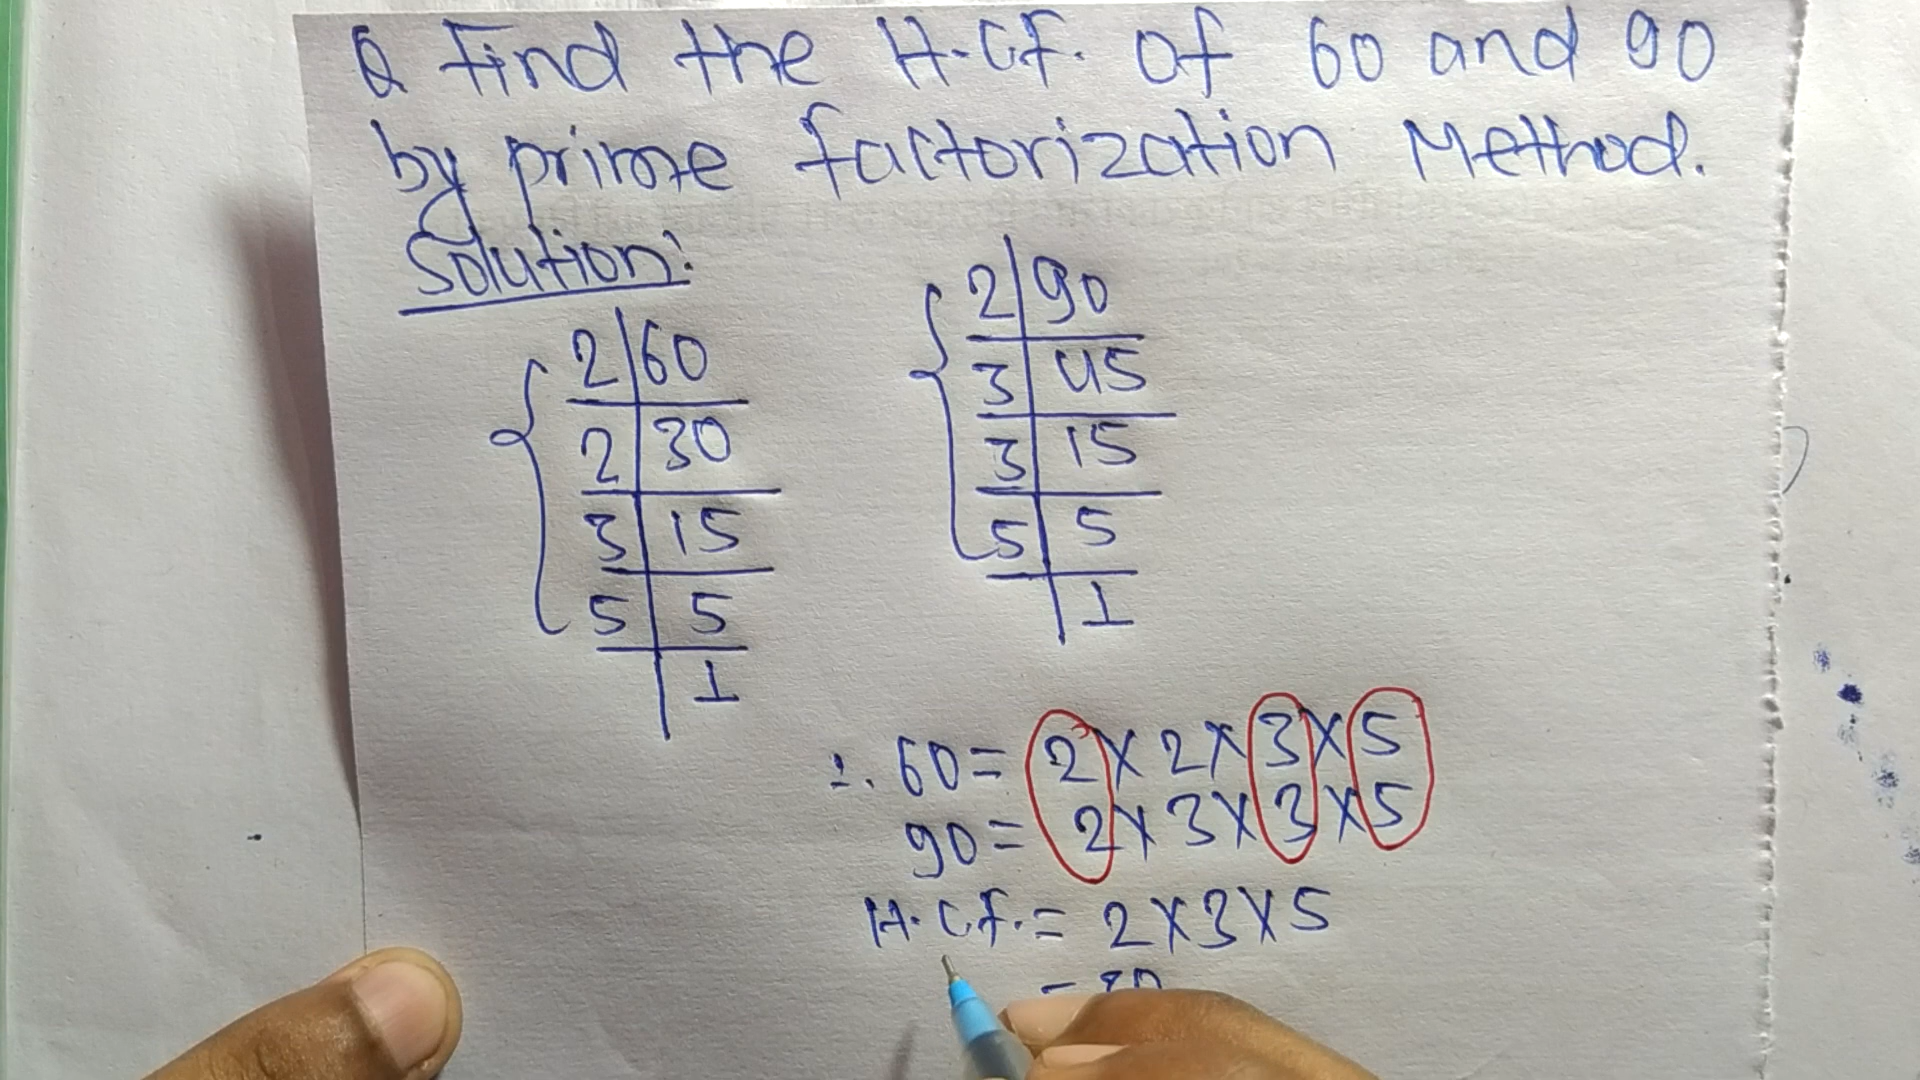 Q Find the H.C.F. of 60 and 90
by prime factorization Method.
Solution:
2|60
2|30
3|15
5|5
1
2|90
3|45
3|15
5|5
1
∴ 60 = 2×2×3×5
90 = 2×3×3×5
H.C.F. = 2×3×5